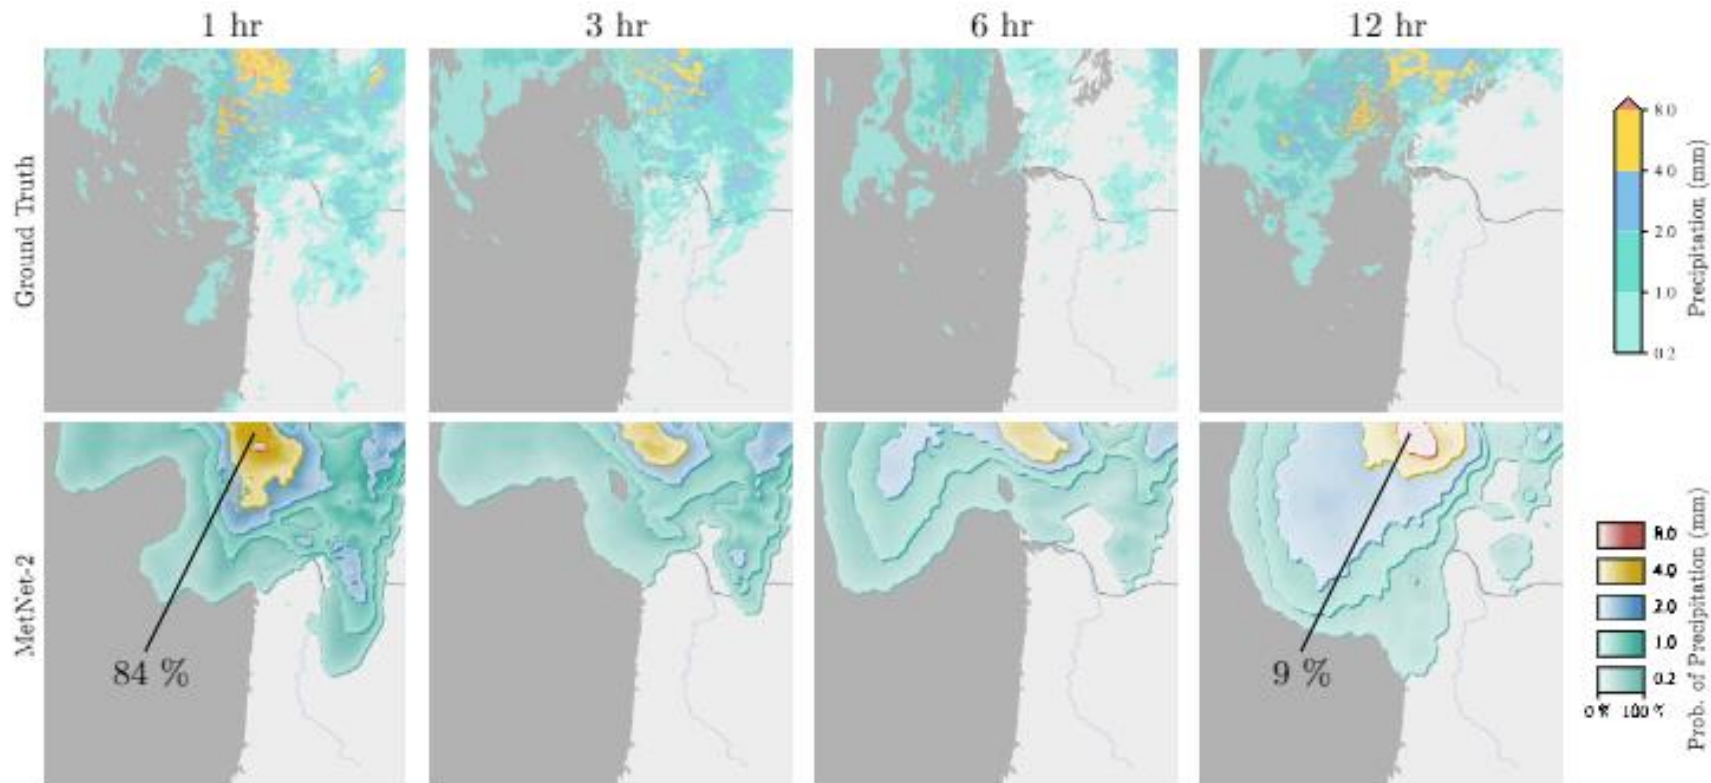 1 hr
3 hr
6 hr
12 hr
Ground Truth
8.0
4.0
2.0
1.0
0.2
Precipitation (mm)
MetNet-2
84 %
9 %
8.0
4.0
2.0
1.0
0.2
0 % 100 %
Prob. of Precipitation (mm)